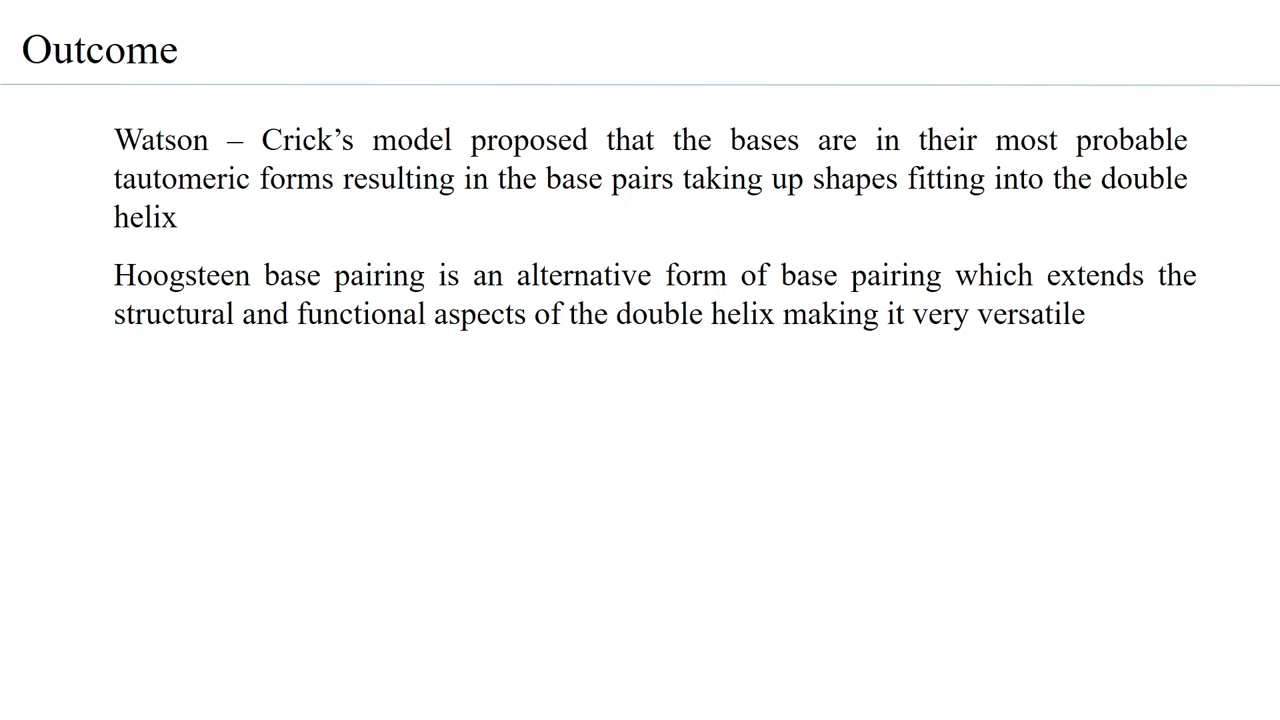 Outcome
Watson – Crick’s model proposed that the bases are in their most probable
tautomeric forms resulting in the base pairs taking up shapes fitting into the double
helix
Hoogsteen base pairing is an alternative form of base pairing which extends the
structural and functional aspects of the double helix making it very versatile